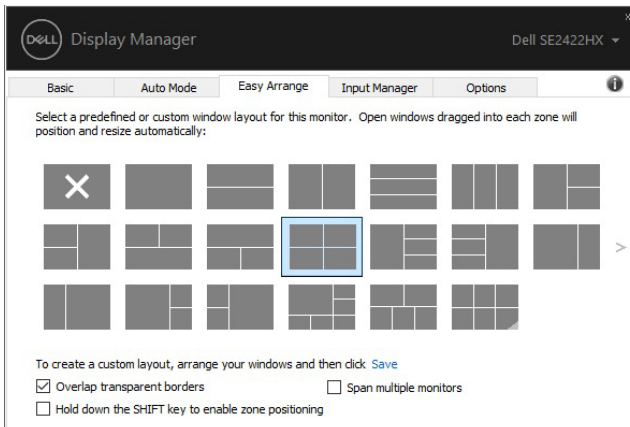 DELL Display Manager Dell SE2422HX
Basic Auto Mode Easy Arrange Input Manager Options
Select a predefined or custom window layout for this monitor. Open windows dragged into each zone will
position and resize automatically:
To create a custom layout, arrange your windows and then click Save
Overlap transparent borders Span multiple monitors
Hold down the SHIFT key to enable zone positioning